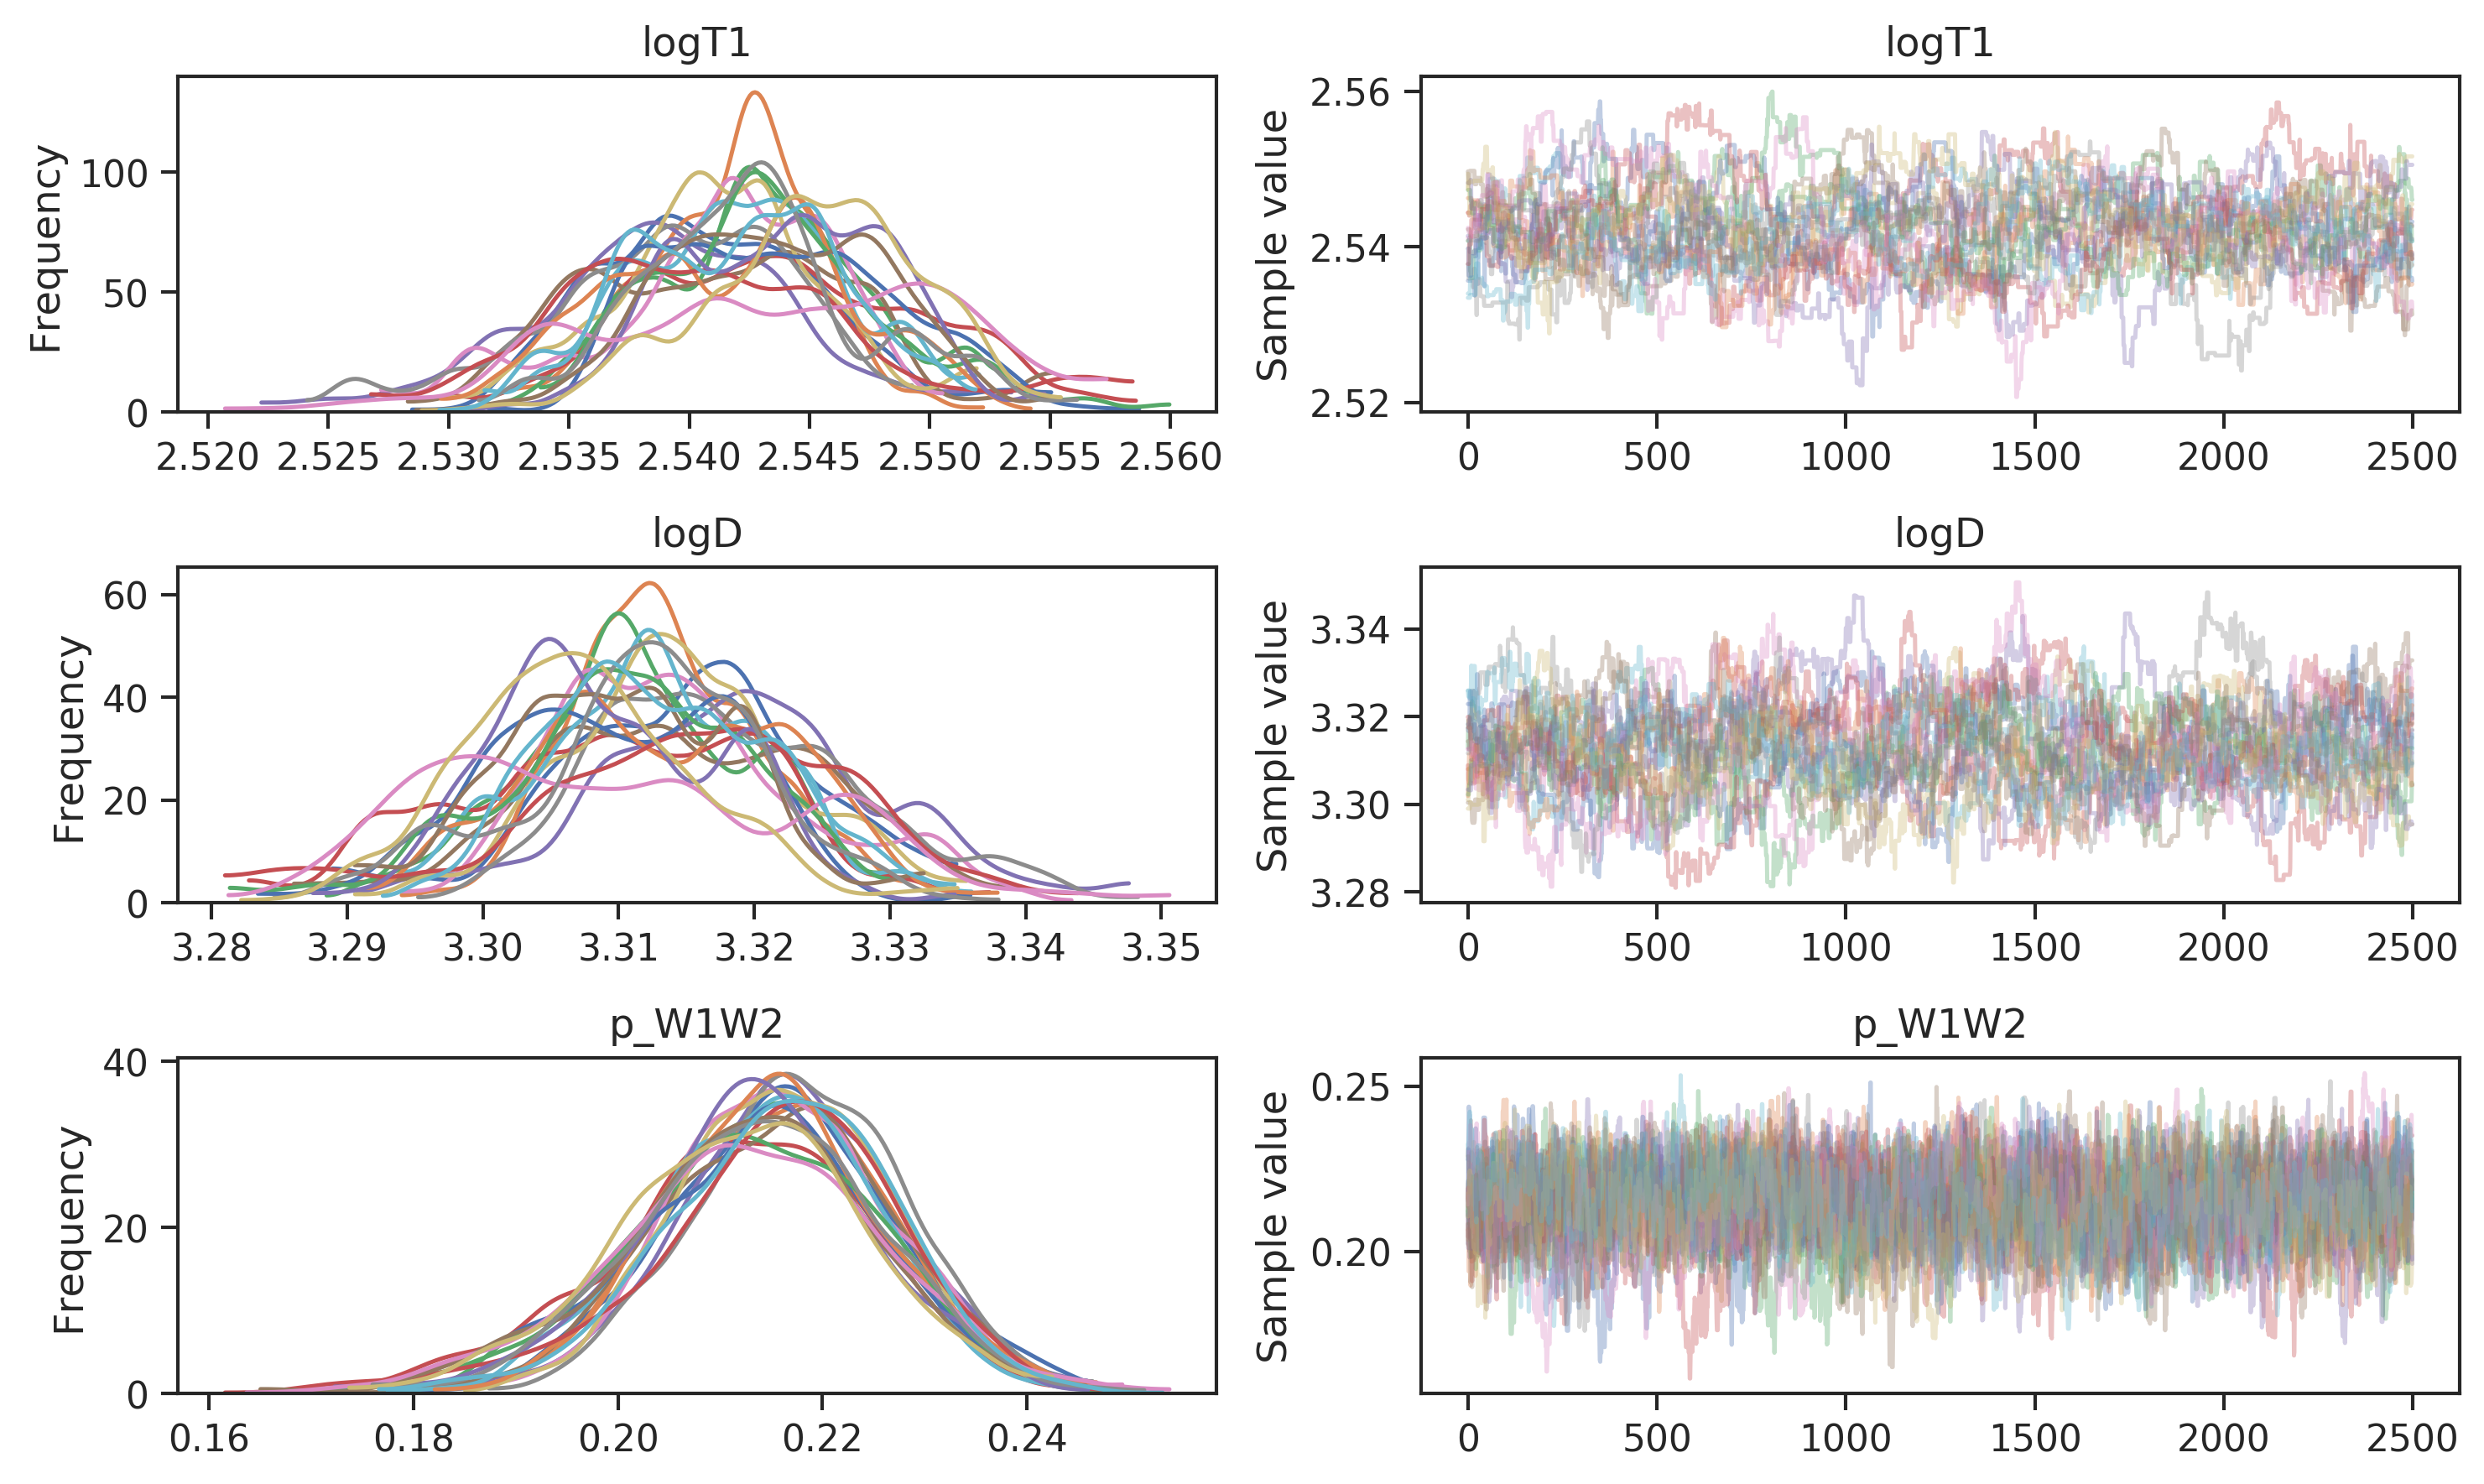 logT1
Frequency
100
50
0
2.520 2.525 2.530 2.535 2.540 2.545 2.550 2.555 2.560
logT1
Sample value
2.56
2.54
2.52
0 500 1000 1500 2000 2500
logD
Frequency
60
40
20
0
3.28 3.29 3.30 3.31 3.32 3.33 3.34 3.35
logD
Sample value
3.34
3.32
3.30
3.28
0 500 1000 1500 2000 2500
p_W1W2
Frequency
40
20
0
0.16 0.18 0.20 0.22 0.24
p_W1W2
Sample value
0.25
0.20
0 500 1000 1500 2000 2500